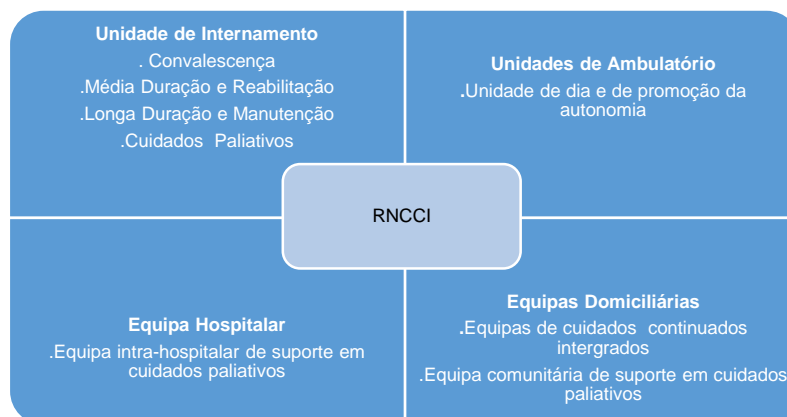 Unidade de Internamento
. Convalescença
.Média Duração e Reabilitação
.Longa Duração e Manutenção
.Cuidados Paliativos
Unidades de Ambulatório
.Unidade de dia e de promoção da
autonomia
RNCCI
Equipa Hospitalar
.Equipa intra-hospitalar de suporte em
cuidados paliativos
Equipas Domiciliárias
.Equipas de cuidados continuados
intergrados
.Equipa comunitária de suporte em cuidados
paliativos